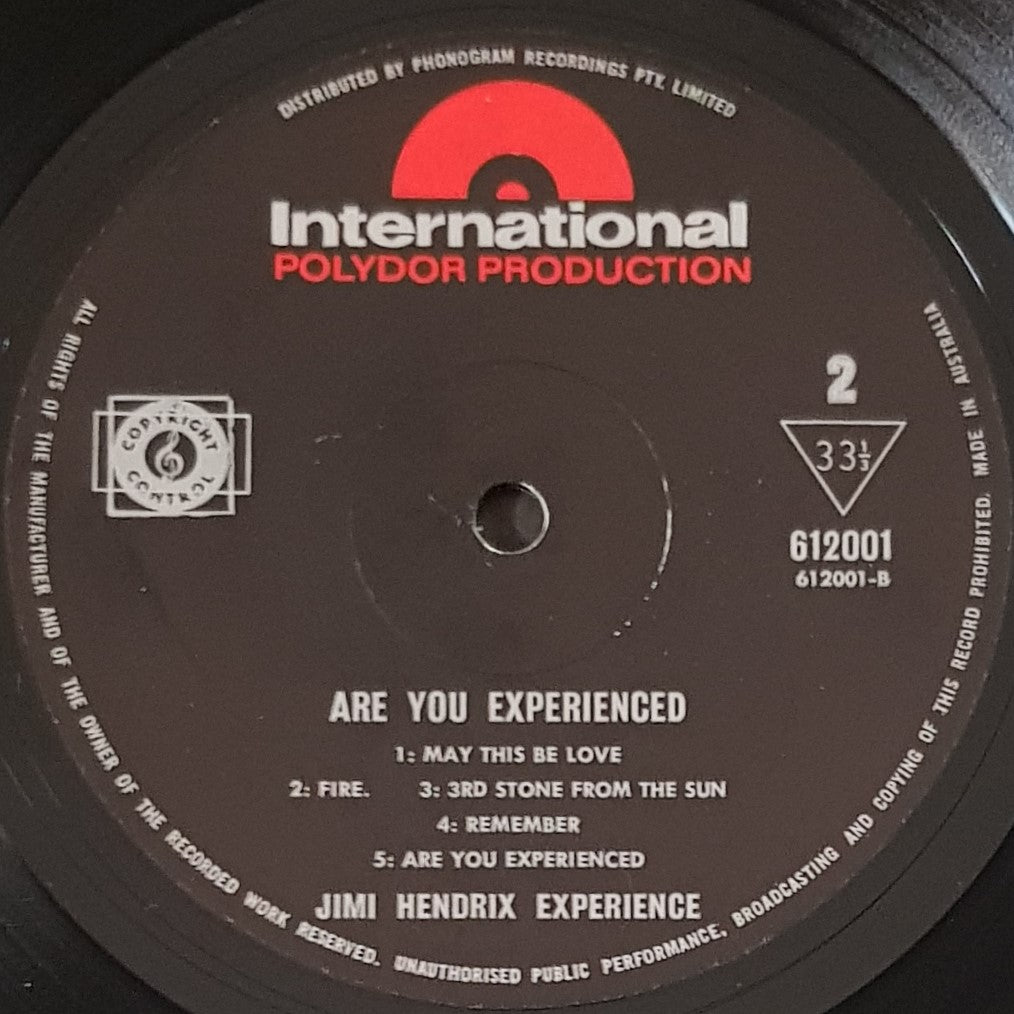 DISTRIBUTED BY PHONOGRAM RECORDINGS PTY. LIMITED
International
POLYDOR PRODUCTION
COPYRIGHT
CONTROL
2
33⅓
612001
612001-B
ARE YOU EXPERIENCED
1: MAY THIS BE LOVE
2: FIRE. 3: 3RD STONE FROM THE SUN
4: REMEMBER
5: ARE YOU EXPERIENCED
JIMI HENDRIX EXPERIENCE
ALL RIGHTS OF THE MANUFACTURER AND OF THE OWNER OF THE RECORDED WORK RESERVED. UNAUTHORISED PUBLIC PERFORMANCE, BROADCASTING AND COPYING OF THIS RECORD PROHIBITED. MADE IN AUSTRALIA